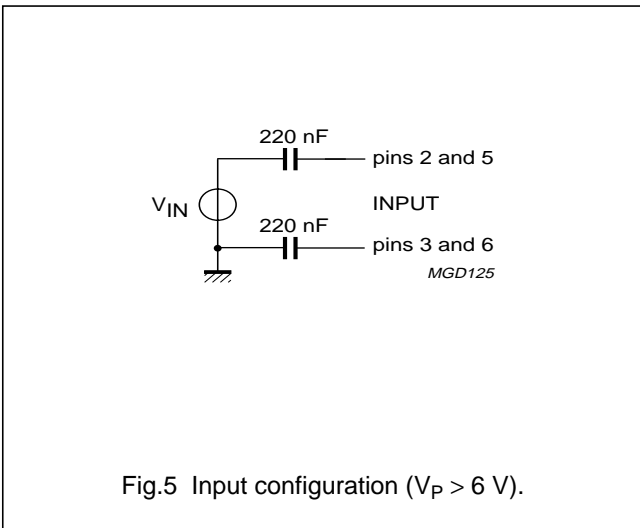 220 nF
pins 2 and 5
VIN
INPUT
220 nF
pins 3 and 6
MGD125
Fig.5 Input configuration (VP > 6 V).